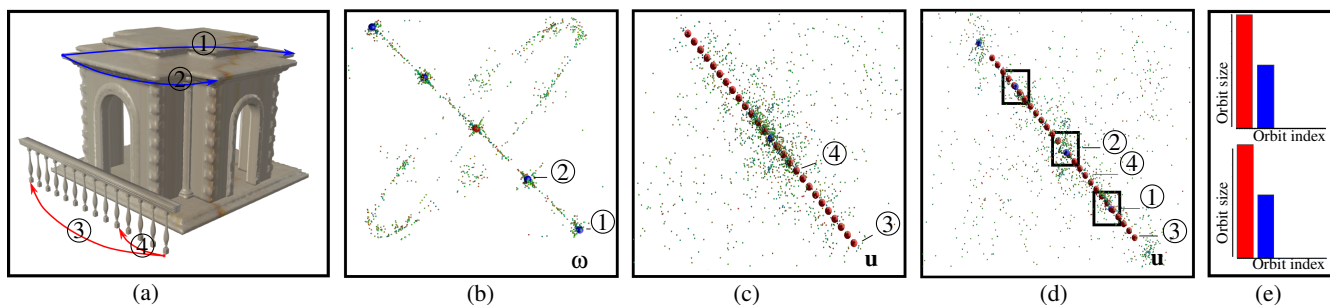 ①
②
③
④
(a)
②
①
ω
(b)
④
③
u
(c)
②
④
①
③
u
(d)
Orbit size
Orbit index
Orbit size
Orbit index
(e)